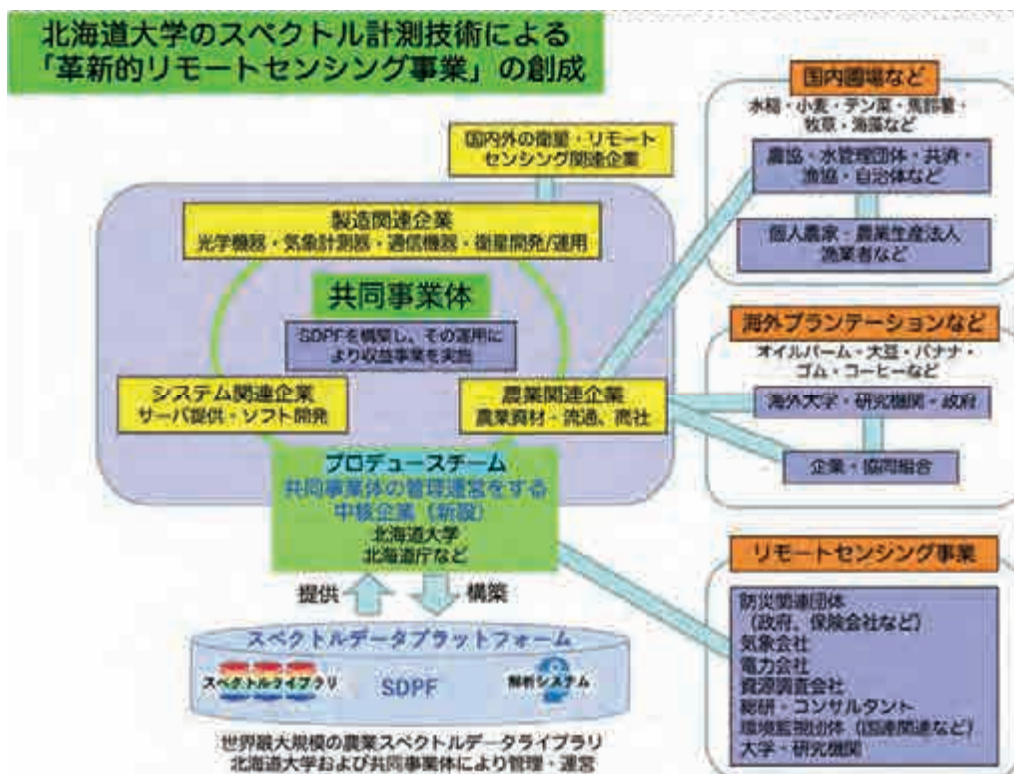 北海道大学のスペクトル計測技術による
「革新的リモートセンシング事業」の創成
国内外の衛星・リモート
センシング関連企業
製造関連企業
光学機器・気象計測器・通信機器・衛星開発/運用
共同事業体
SDPFを構築し、その運用に
より収益事業を実施
システム関連企業
サーバ提供・ソフト開発
農業関連企業
農業資材・流通、商社
プロデュースチーム
共同事業体の管理運営をする
中核企業（新設）
北海道大学
北海道庁など
提供
構築
スペクトルデータプラットフォーム
スペクトルライブラリ
SDPF
解析システム
世界最大規模の農業スペクトルデータライブラリ
北海道大学および共同事業体により管理・運営
国内圃場など
水稲・小麦・テン菜・馬鈴薯・
牧草・海藻など
農協・水管理団体・共済・
漁協・自治体など
個人農家・農業生産法人
漁業者など
海外プランテーションなど
オイルパーム・大豆・バナナ・
ゴム・コーヒーなど
海外大学・研究機関・政府
企業・協同組合
リモートセンシング事業
防災関連団体
（政府、保険会社など）
気象会社
電力会社
資源調査会社
総研・コンサルタント
環境監視団体（国連関連など）
大学・研究機関